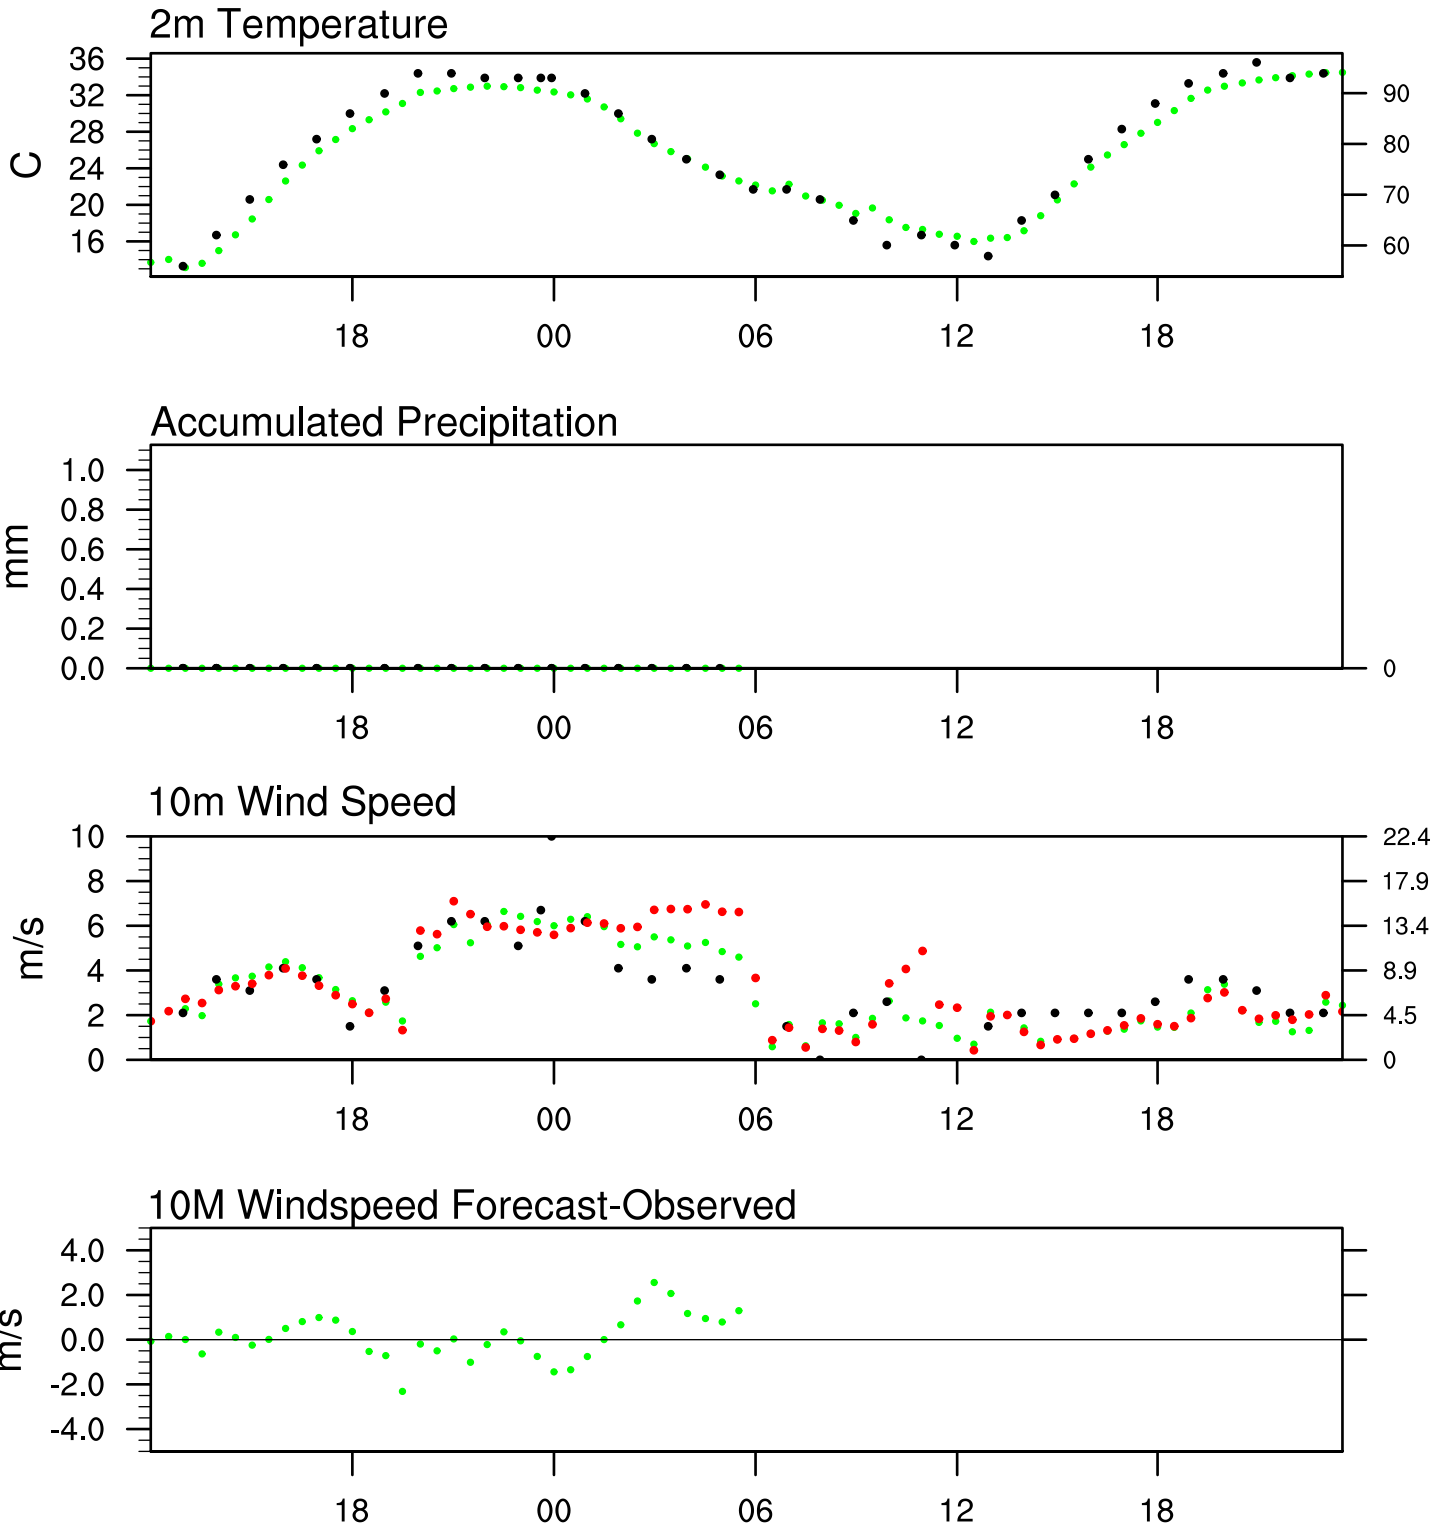 2m Temperature
36
32
28
24
20
16
C
90
80
70
60
18 00 06 12 18
Accumulated Precipitation
1.0
0.8
0.6
0.4
0.2
0.0
mm
0
18 00 06 12 18
10m Wind Speed
10
8
6
4
2
0
m/s
22.4
17.9
13.4
8.9
4.5
0
18 00 06 12 18
10M Windspeed Forecast-Observed
4.0
2.0
0.0
-2.0
-4.0
m/s
18 00 06 12 18